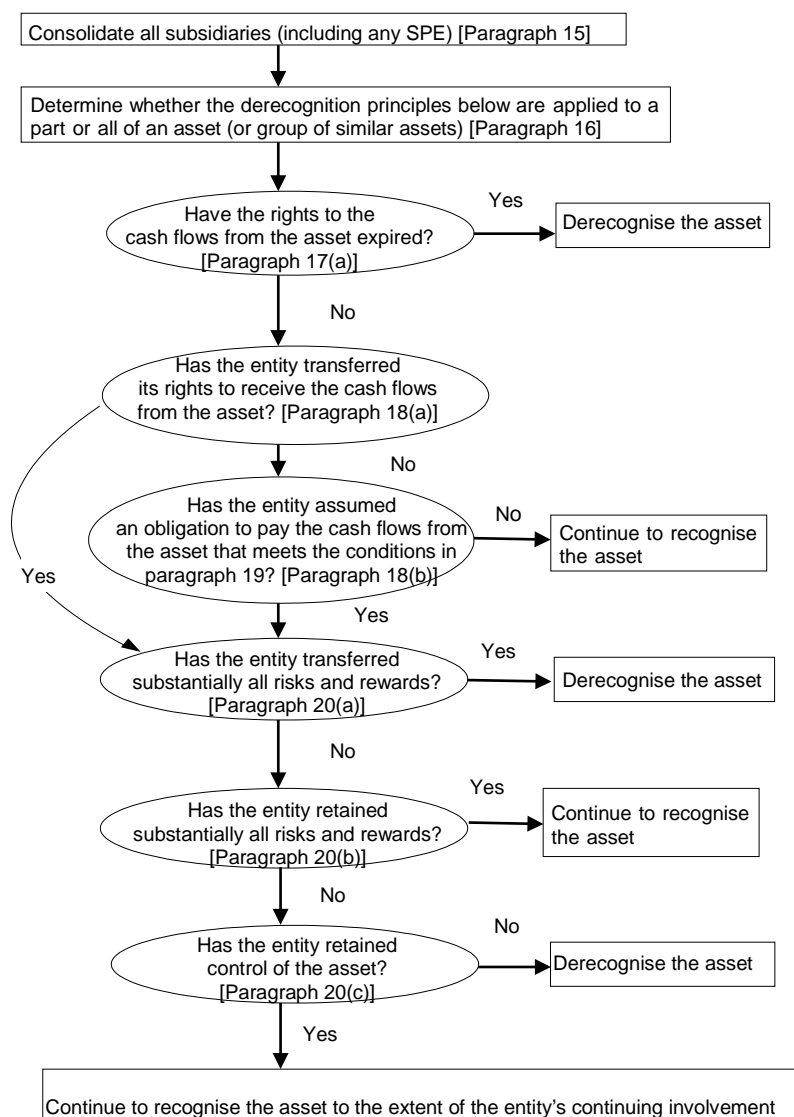 Consolidate all subsidiaries (including any SPE) [Paragraph 15]
Determine whether the derecognition principles below are applied to a
part or all of an asset (or group of similar assets) [Paragraph 16]
Have the rights to the
cash flows from the asset expired?
[Paragraph 17(a)]
Yes
Derecognise the asset
No
Has the entity transferred
its rights to receive the cash flows
from the asset? [Paragraph 18(a)]
No
Has the entity assumed
an obligation to pay the cash flows from
the asset that meets the conditions in
paragraph 19? [Paragraph 18(b)]
No
Continue to recognise
the asset
Yes
Yes
Has the entity transferred
substantially all risks and rewards?
[Paragraph 20(a)]
Yes
Derecognise the asset
No
Has the entity retained
substantially all risks and rewards?
[Paragraph 20(b)]
Yes
Continue to recognise
the asset
No
Has the entity retained
control of the asset?
[Paragraph 20(c)]
No
Derecognise the asset
Yes
Continue to recognise the asset to the extent of the entity's continuing involvement